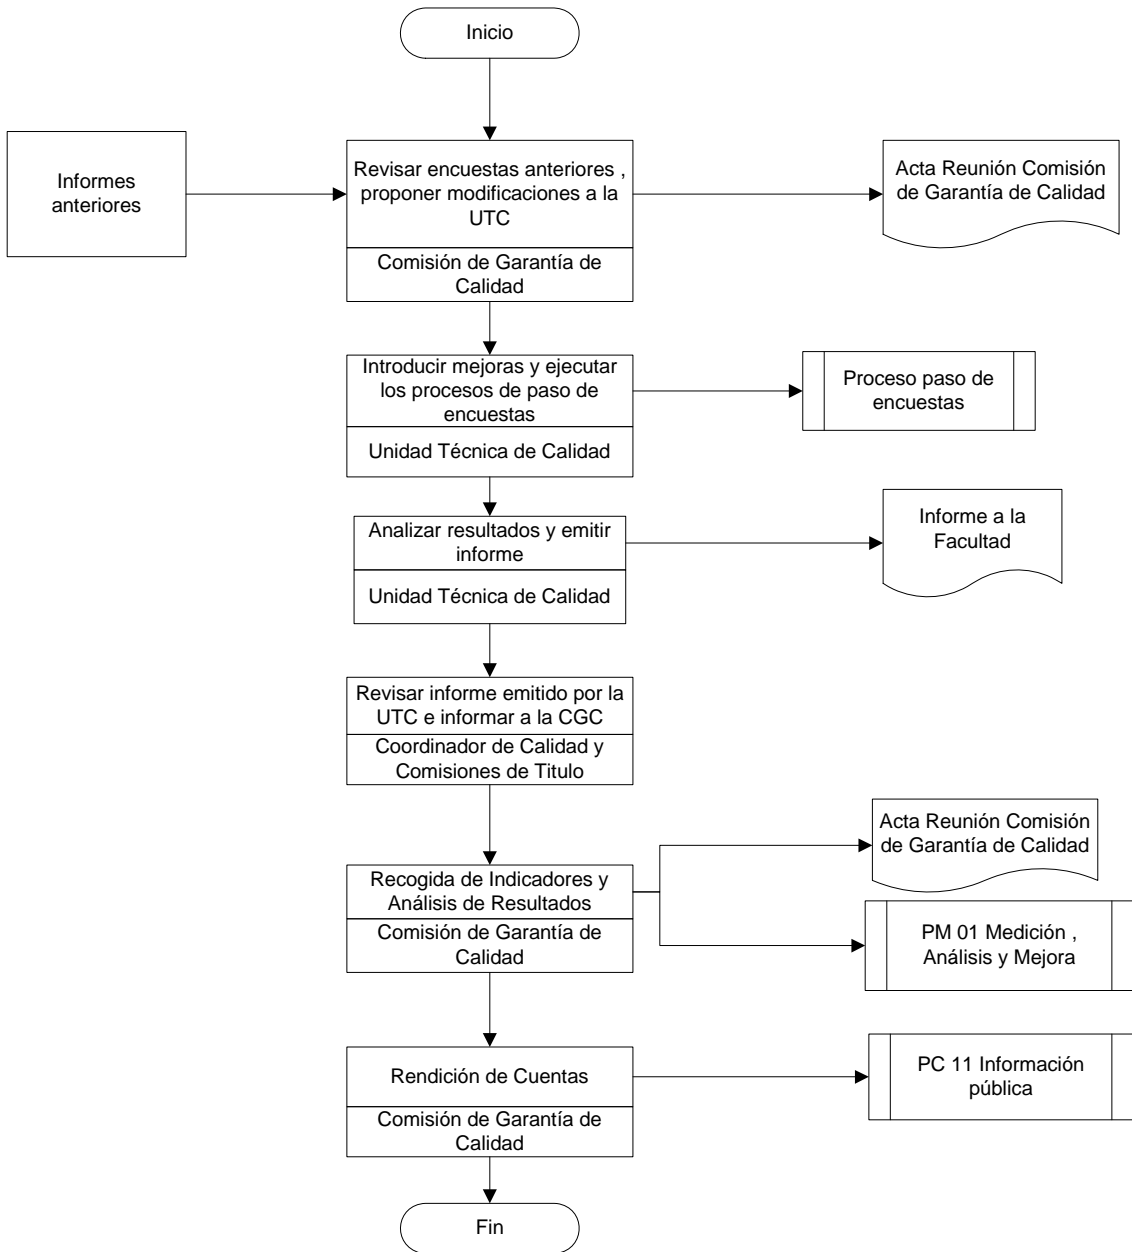 Inicio
Informes
anteriores
Revisar encuestas anteriores ,
proponer modificaciones a la
UTC
Comisión de Garantía de
Calidad
Acta Reunión Comisión
de Garantía de Calidad
Introducir mejoras y ejecutar
los procesos de paso de
encuestas
Unidad Técnica de Calidad
Proceso paso de
encuestas
Analizar resultados y emitir
informe
Unidad Técnica de Calidad
Informe a la
Facultad
Revisar informe emitido por la
UTC e informar a la CGC
Coordinador de Calidad y
Comisiones de Titulo
Recogida de Indicadores y
Análisis de Resultados
Comisión de Garantía de
Calidad
Acta Reunión Comisión
de Garantía de Calidad
PM 01 Medición ,
Análisis y Mejora
Rendición de Cuentas
Comisión de Garantía de
Calidad
PC 11 Información
pública
Fin